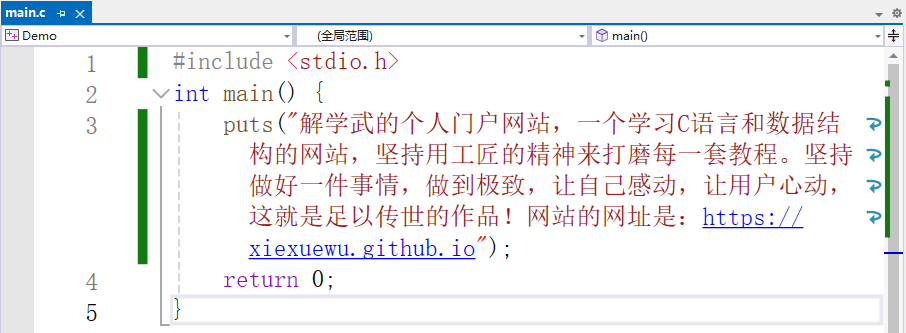 main.c
Demo (全局范围) main()
1 #include <stdio.h>
2 int main() {
3 puts("解学武的个人门户网站，一个学习C语言和数据结
构的网站，坚持用工匠的精神来打磨每一套教程。坚持
做好一件事情，做到极致，让自己感动，让用户心动，
这就是足以传世的作品！网站的网址是：https://
xiexuewu.github.io");
4 return 0;
5 }